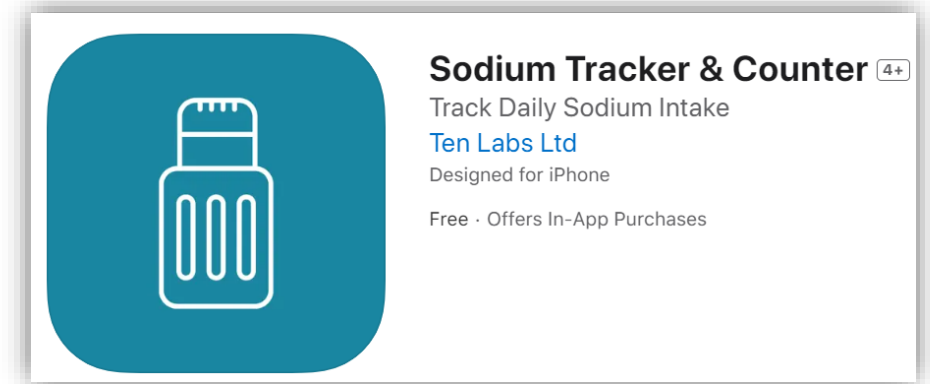 Sodium Tracker & Counter 4+
Track Daily Sodium Intake
Ten Labs Ltd
Designed for iPhone
Free · Offers In-App Purchases